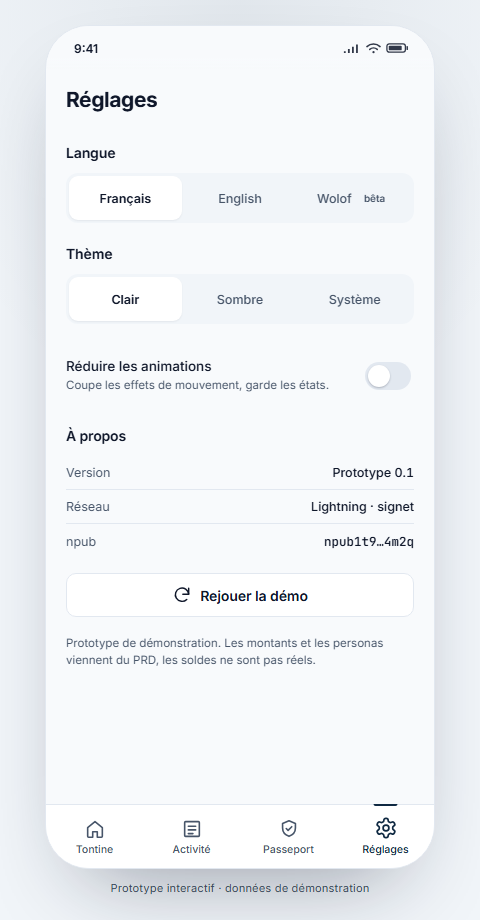 9:41
Réglages
Langue
Français English Wolof bêta
Thème
Clair Sombre Système
Réduire les animations
Coupe les effets de mouvement, garde les états.
À propos
Version Prototype 0.1
Réseau Lightning · signet
npub npub1t9…4m2q
Rejouer la démo
Prototype de démonstration. Les montants et les personas
viennent du PRD, les soldes ne sont pas réels.
Tontine Activité Passeport Réglages
Prototype interactif · données de démonstration